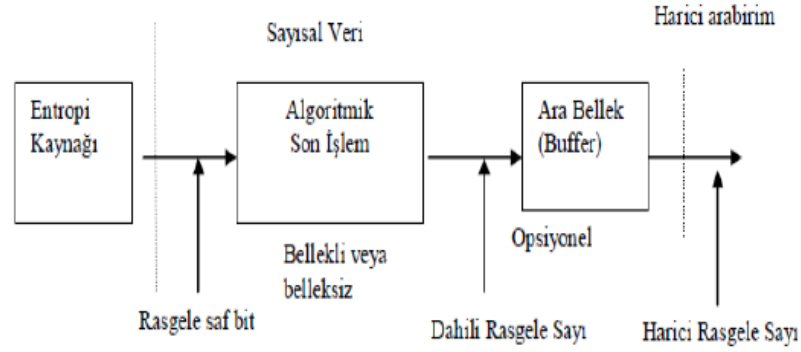 Harici arabirim
Sayısal Veri
Entropi
Kaynağı
Algoritmik
Son İşlem
Ara Bellek
(Buffer)
Bellekli veya
belleksiz
Opsiyonel
Rasgele saf bit
Dahili Rasgele Sayı
Harici Rasgele Sayı